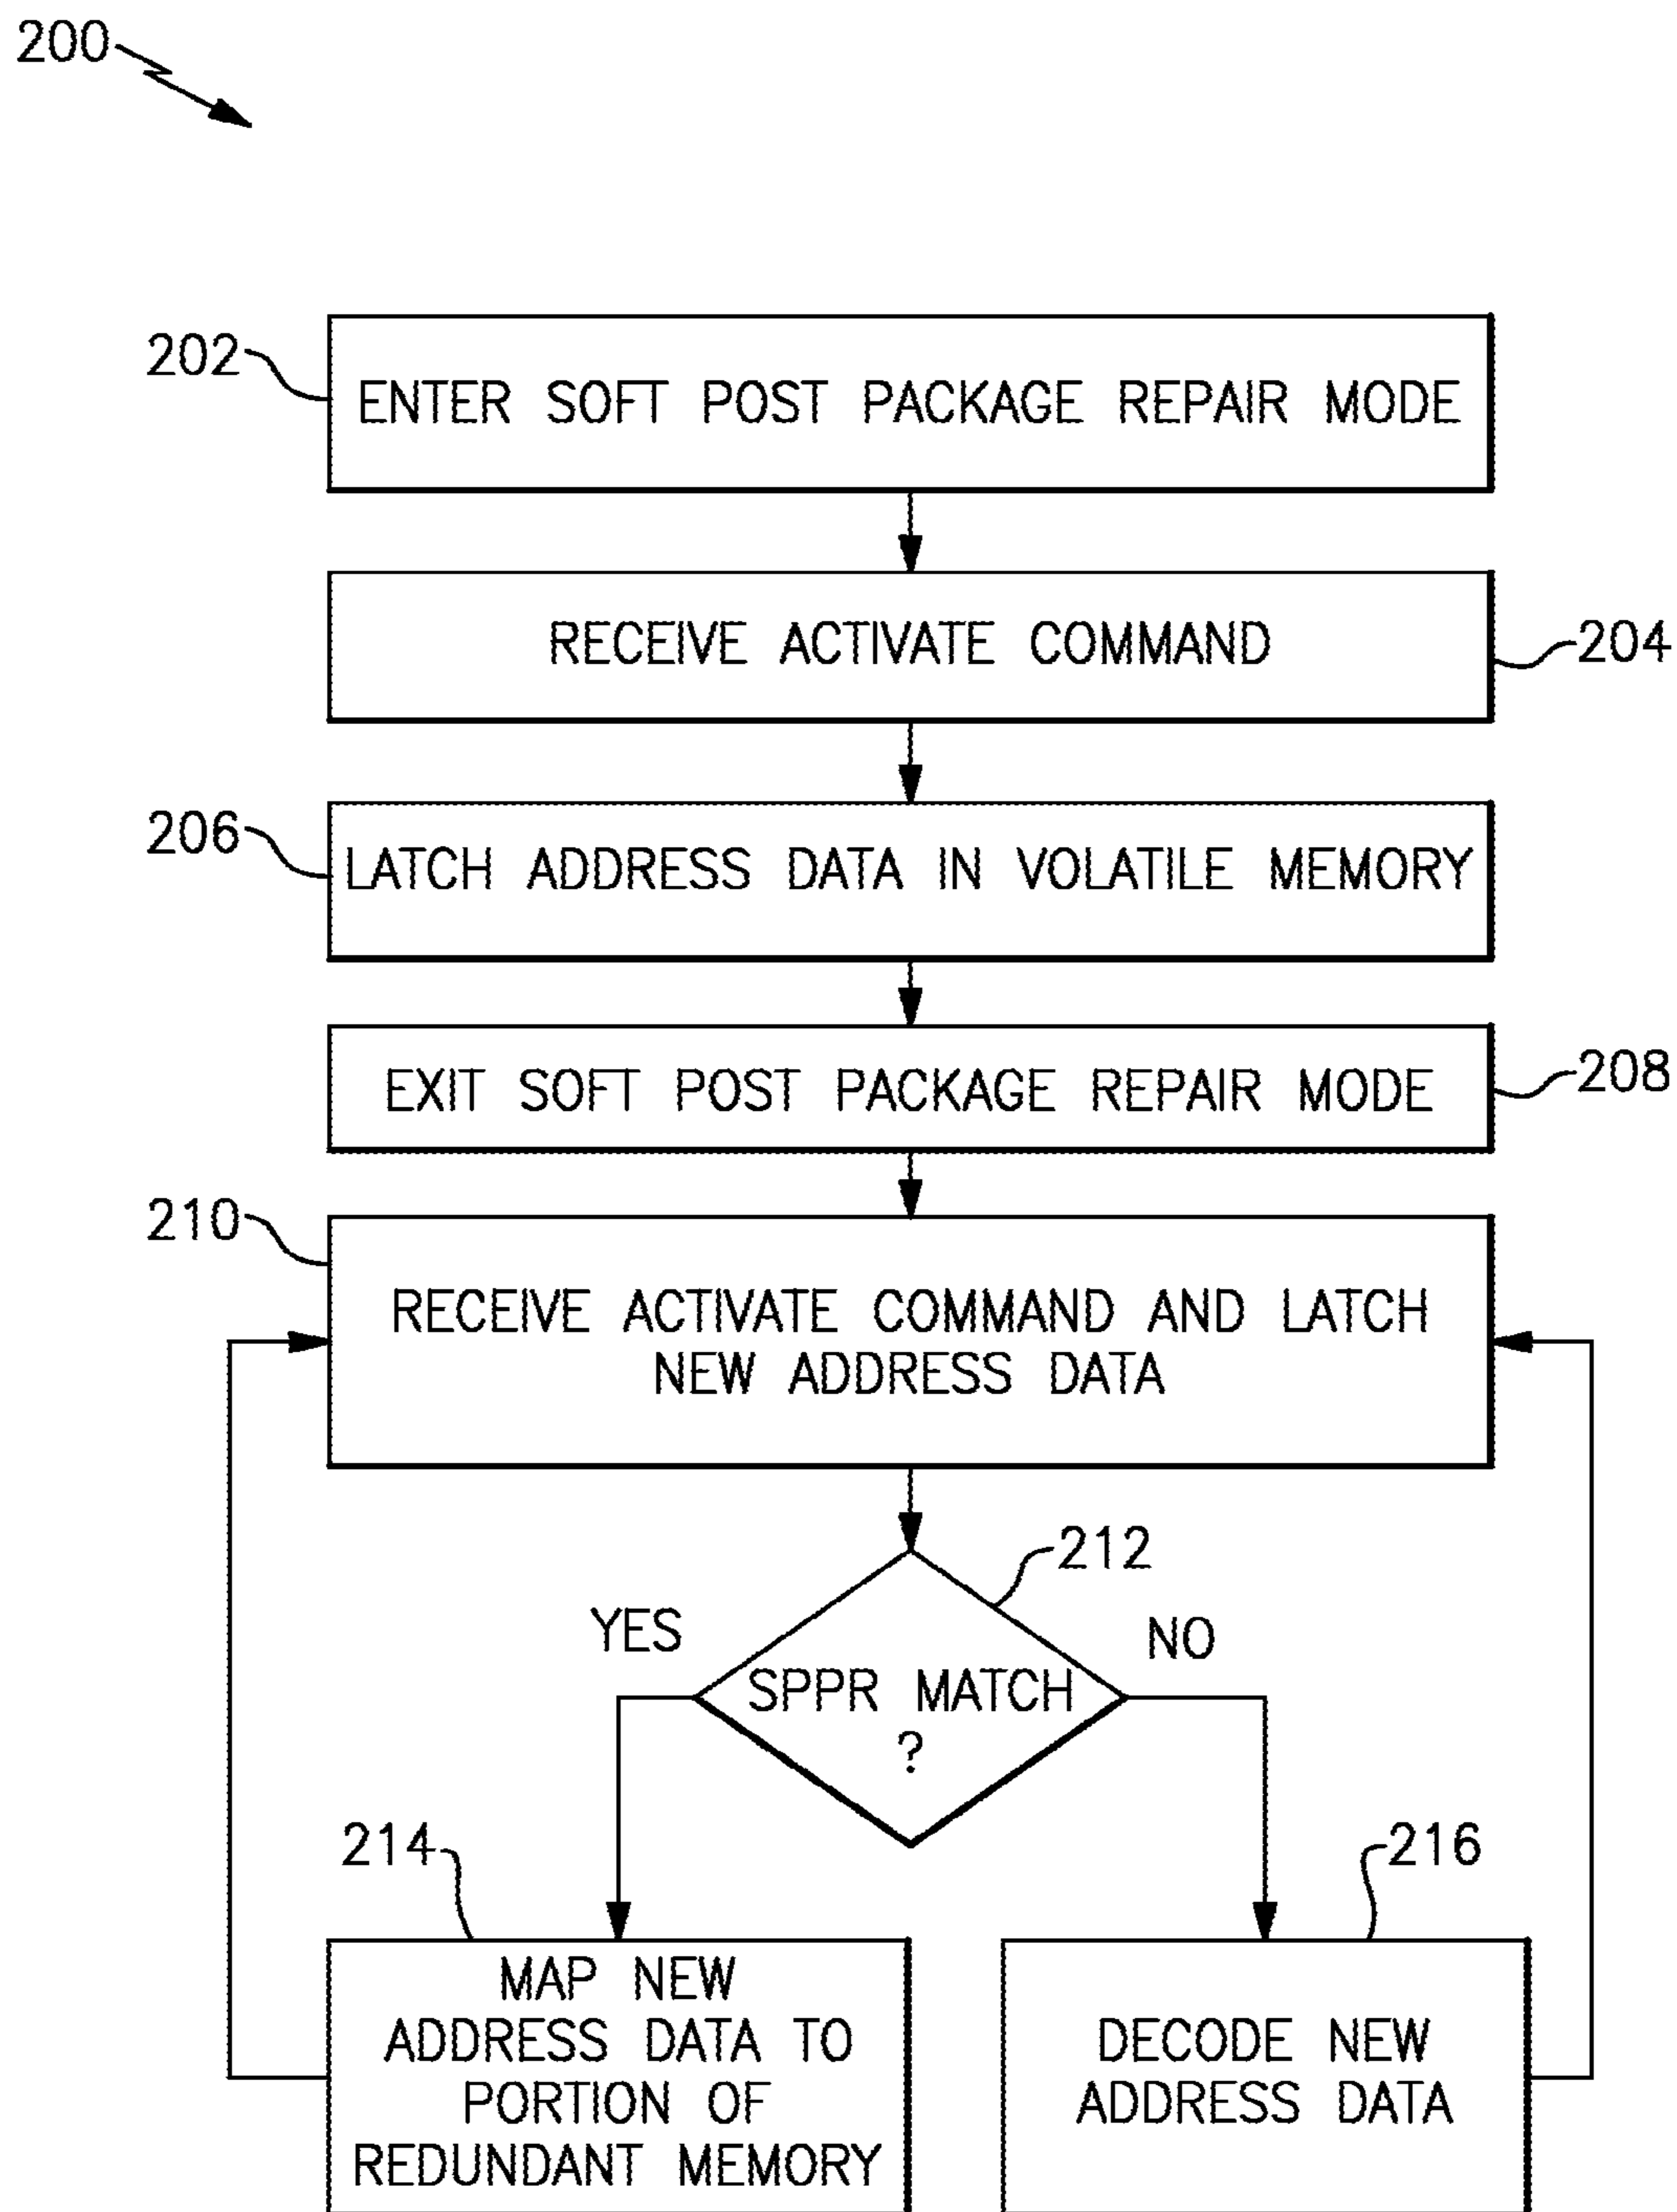 200
202
ENTER SOFT POST PACKAGE REPAIR MODE
RECEIVE ACTIVATE COMMAND
204
206
LATCH ADDRESS DATA IN VOLATILE MEMORY
EXIT SOFT POST PACKAGE REPAIR MODE
208
210
RECEIVE ACTIVATE COMMAND AND LATCH
NEW ADDRESS DATA
212
YES
NO
SPPR MATCH
?
214
216
MAP NEW
ADDRESS DATA TO
PORTION OF
REDUNDANT MEMORY
DECODE NEW
ADDRESS DATA